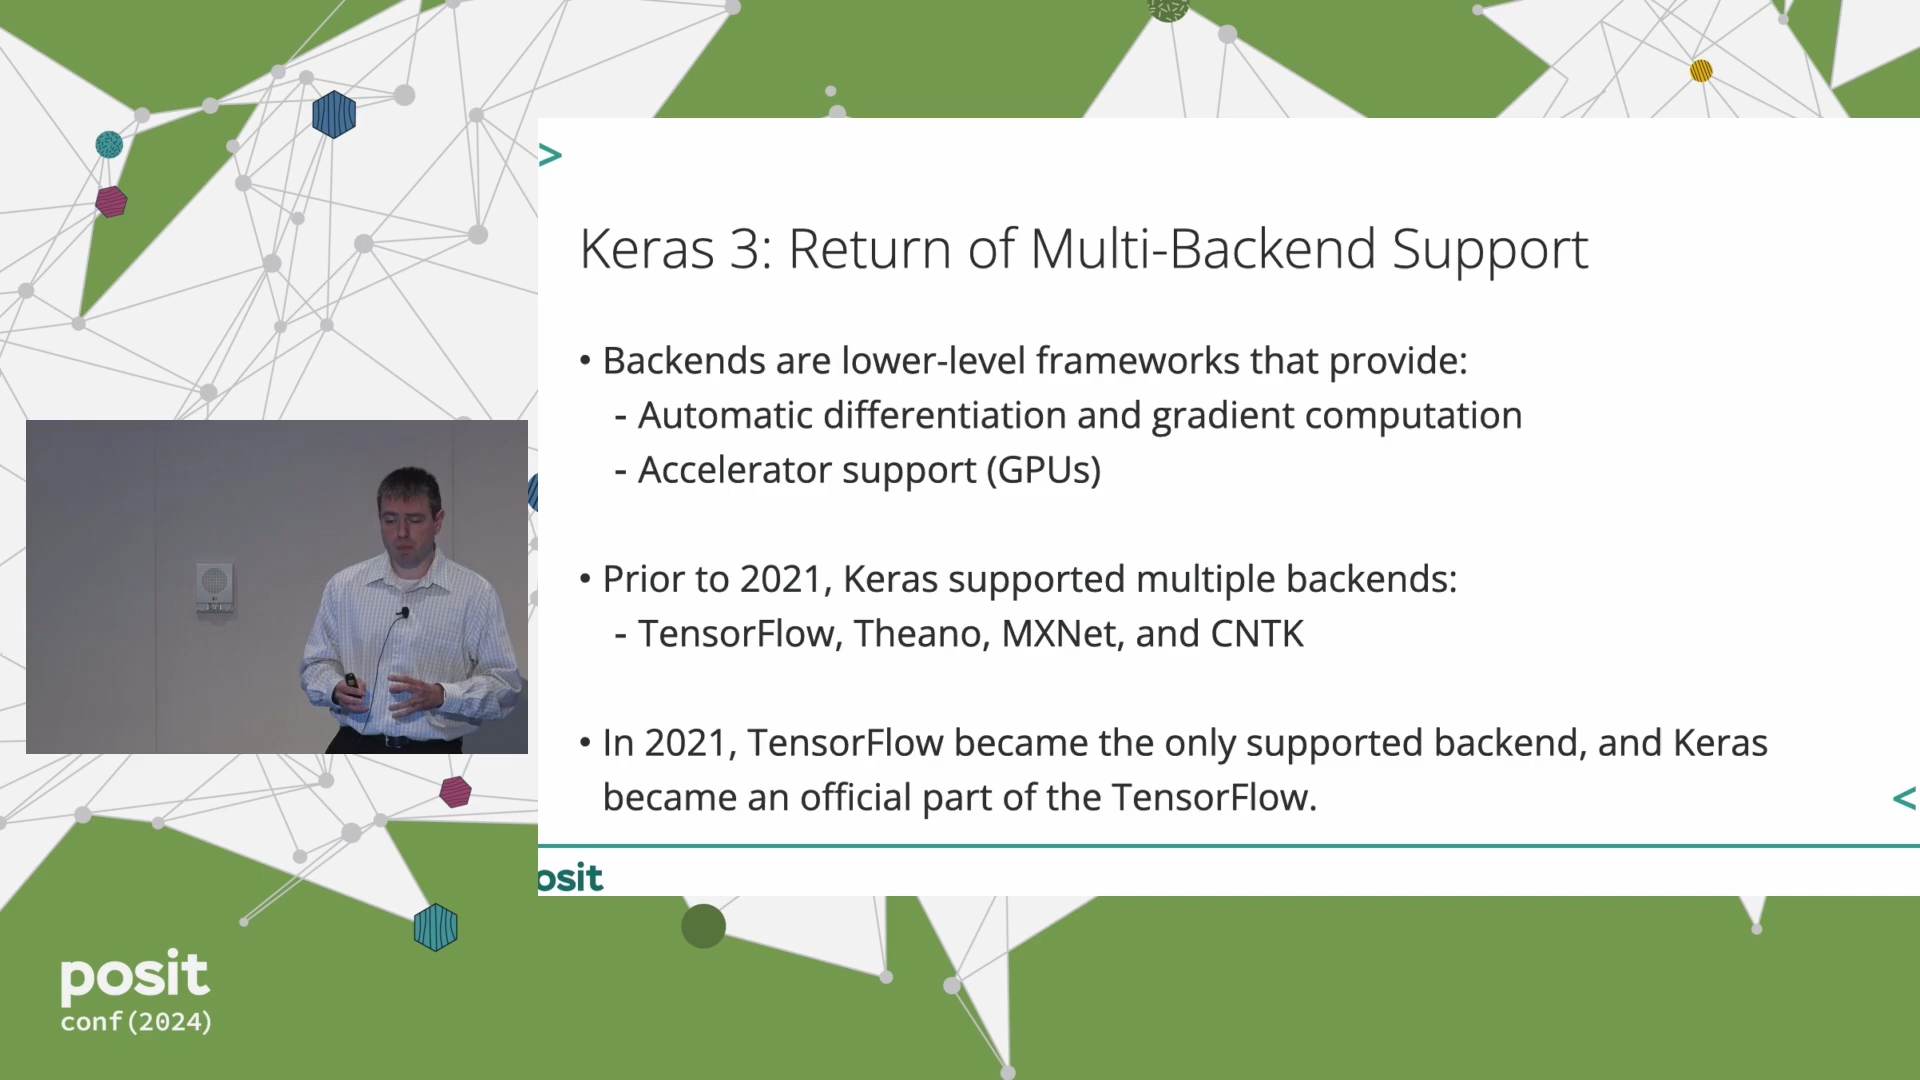 >
Keras 3: Return of Multi-Backend Support
• Backends are lower-level frameworks that provide:
- Automatic differentiation and gradient computation
- Accelerator support (GPUs)
• Prior to 2021, Keras supported multiple backends:
- TensorFlow, Theano, MXNet, and CNTK
• In 2021, TensorFlow became the only supported backend, and Keras
became an official part of the TensorFlow.
<
osit
posit
conf(2024)